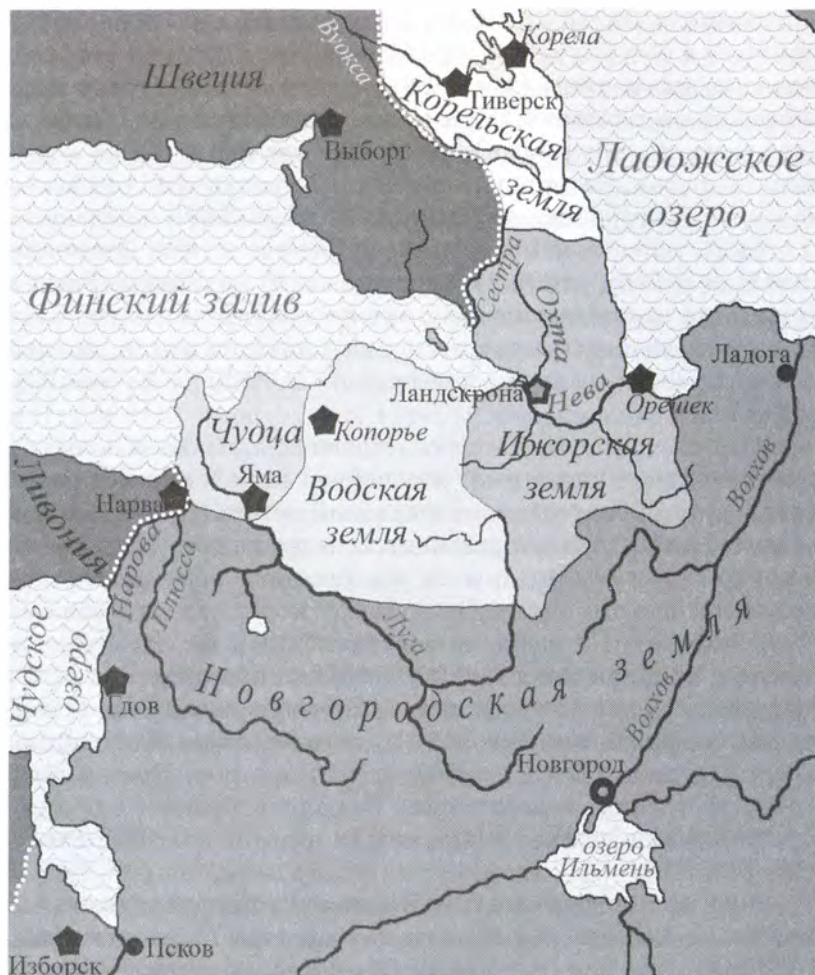 Швеция
Вуокса
Корела
Тиверск
Корельская
земля
Выборг
Ладожское
озеро
Финский залив
Сестра
Охта
Ладога
Ландскрона
Нева
Орешек
Чудца
Копорье
Ижорская
земля
Волхов
Ливония
Нарва
Яма
Водская
земля
Нарова
Плюсса
Луга
Чудское
озеро
Гдов
Новгородская земля
Волхов
Новгород
озеро
Ильмень
Изборск
Псков